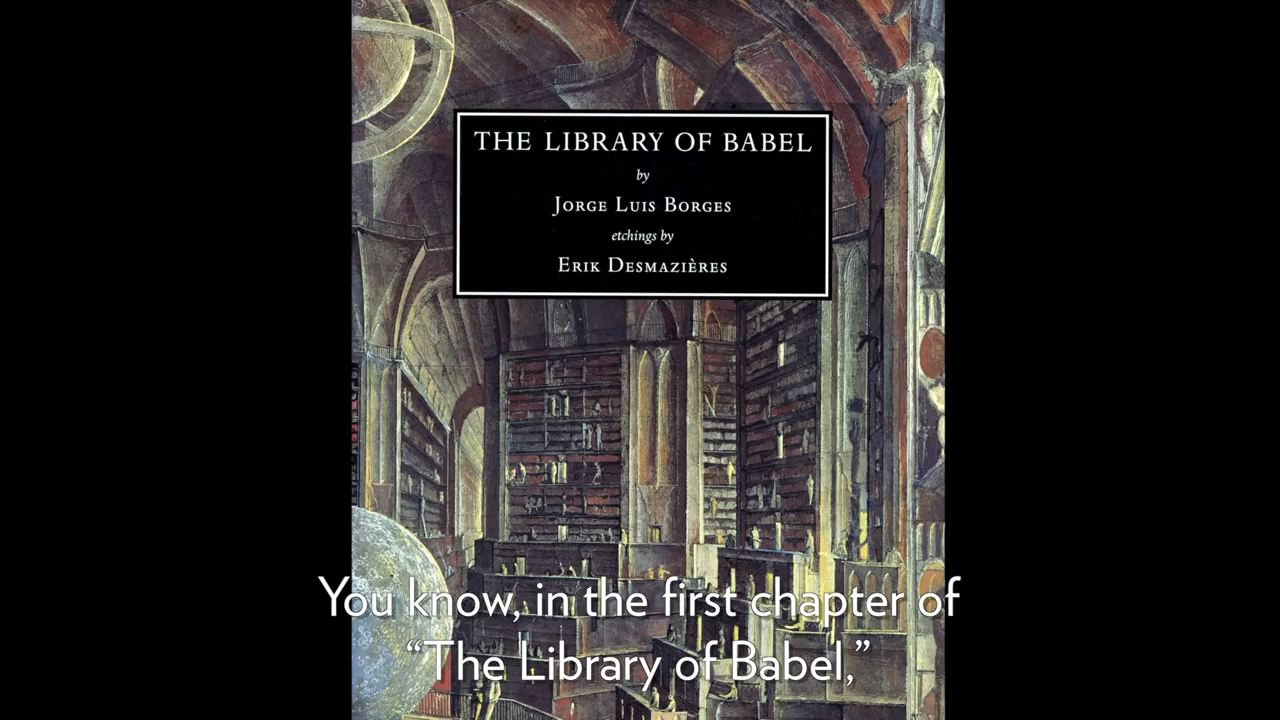 THE LIBRARY OF BABEL
by
JORGE LUIS BORGES
etchings by
ERIK DESMAZIÈRES
You know, in the first chapter of
“The Library of Babel,”